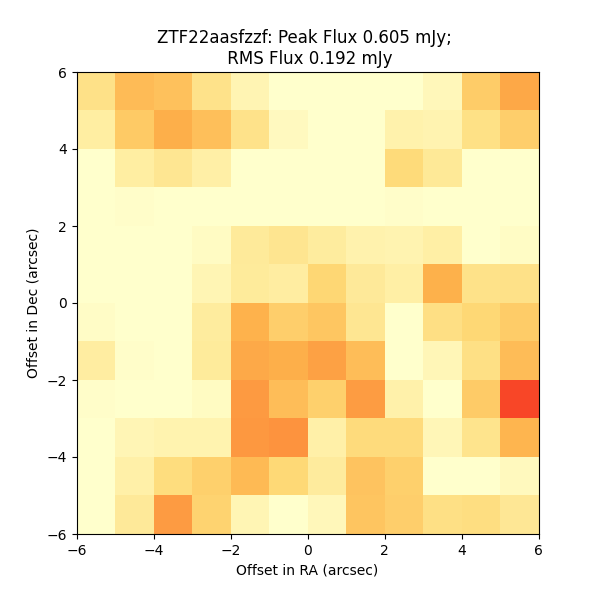 ZTF22aasfzzf: Peak Flux 0.605 mJy;
RMS Flux 0.192 mJy
6
4
2
0
−2
−4
−6
Offset in Dec (arcsec)
−6 −4 −2 0 2 4 6
Offset in RA (arcsec)